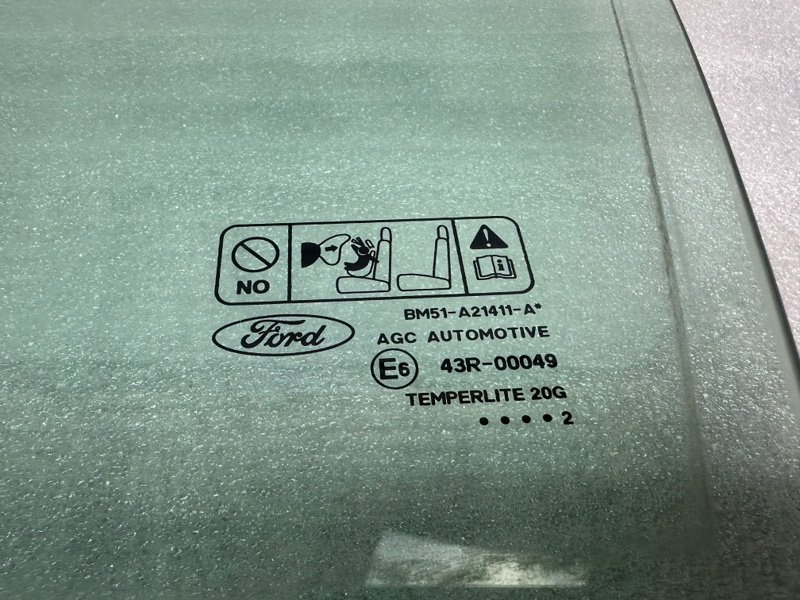 NO
BM51-A21411-A*
Ford
AGC AUTOMOTIVE
E6 43R-00049
TEMPERLITE 20G
• • • • 2